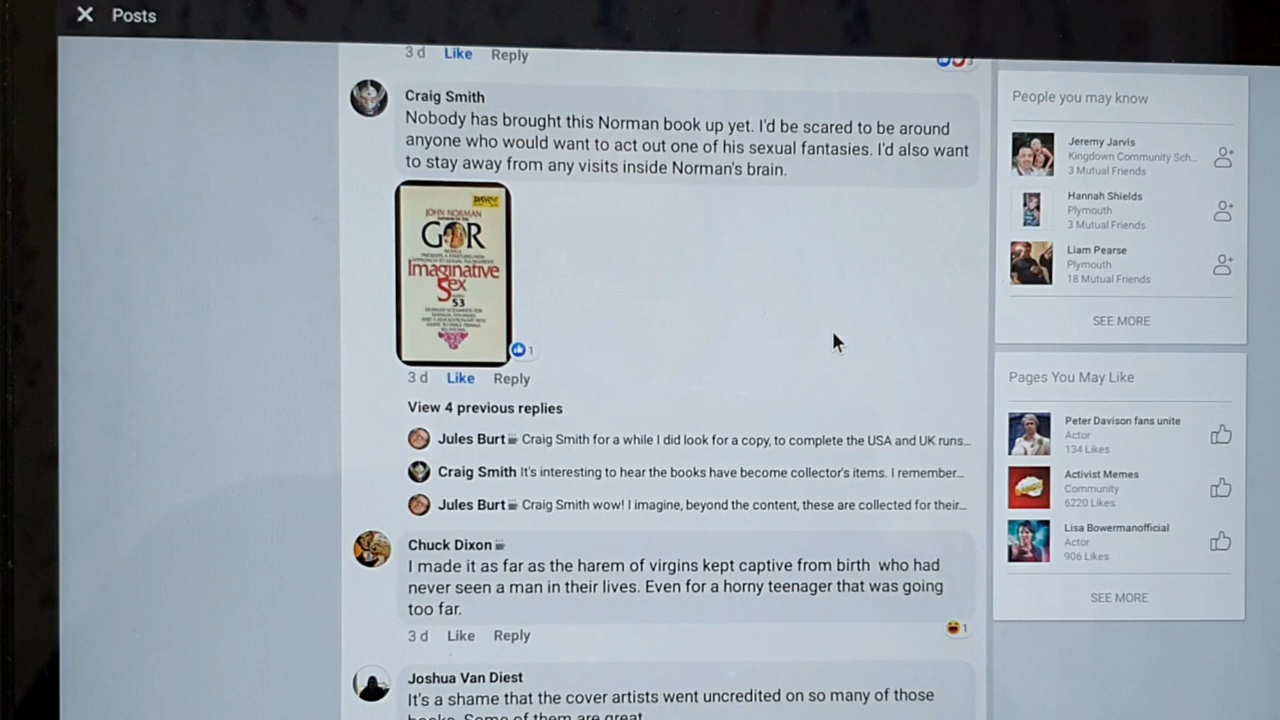 Posts
3 d Like Reply
3
Craig Smith
Nobody has brought this Norman book up yet. I'd be scared to be around
anyone who would want to act out one of his sexual fantasies. I'd also want
to stay away from any visits inside Norman's brain.
JOHN NORMAN
GOR
Imaginative
Sex
53
1
3 d Like Reply
View 4 previous replies
Jules Burt Craig Smith for a while I did look for a copy, to complete the USA and UK runs...
Craig Smith It's interesting to hear the books have become collector's items. I remember...
Jules Burt Craig Smith wow! I imagine, beyond the content, these are collected for their...
Chuck Dixon
I made it as far as the harem of virgins kept captive from birth who had
never seen a man in their lives. Even for a horny teenager that was going
too far.
3 d Like Reply
1
Joshua Van Diest
It's a shame that the cover artists went uncredited on so many of those
books. Some of them are great
People you may know
Jeremy Jarvis
Kingdown Community Sch...
3 Mutual Friends
Hannah Shields
Plymouth
3 Mutual Friends
Liam Pearse
Plymouth
18 Mutual Friends
SEE MORE
Pages You May Like
Peter Davison fans unite
Actor
134 Likes
Activist Memes
Community
6220 Likes
Lisa Bowermanofficial
Actor
906 Likes
SEE MORE